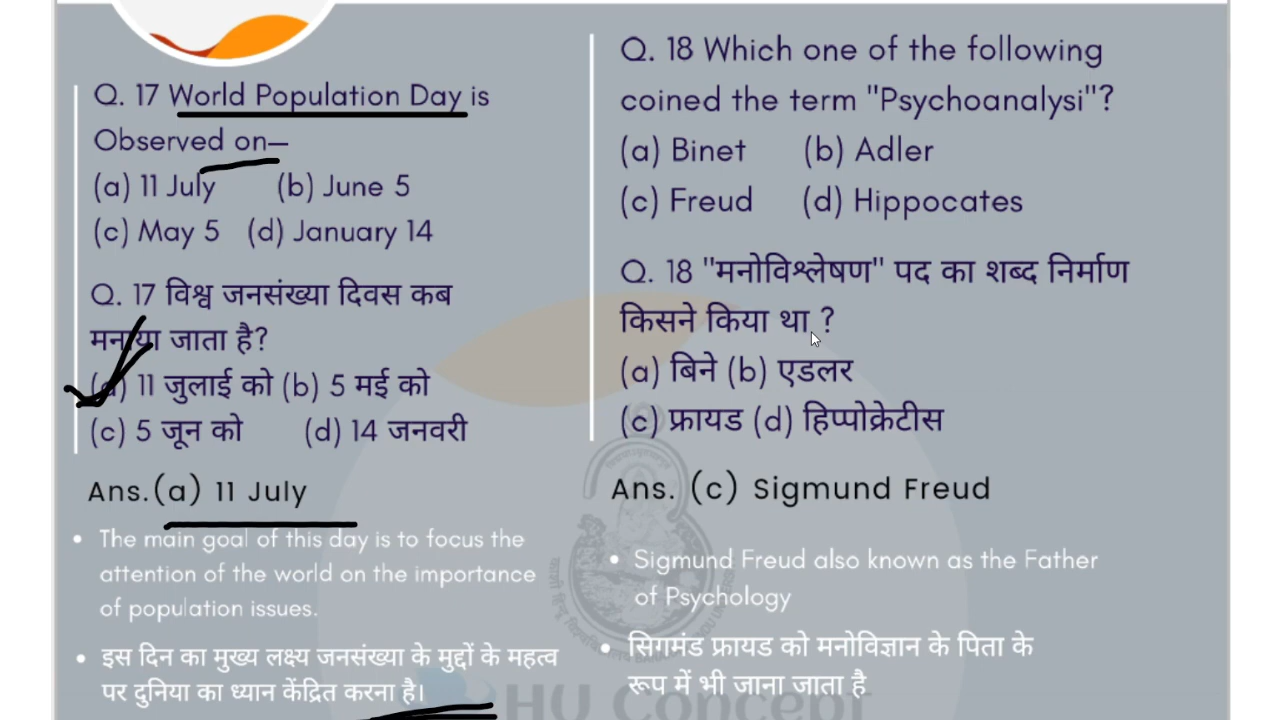 Q. 17 World Population Day is
Observed on—
(a) 11 July (b) June 5
(c) May 5 (d) January 14
Q. 17 विश्व जनसंख्या दिवस कब
मनाया जाता है?
(a) 11 जुलाई को (b) 5 मई को
(c) 5 जून को (d) 14 जनवरी
Ans.(a) 11 July
• The main goal of this day is to focus the
attention of the world on the importance
of population issues.
• इस दिन का मुख्य लक्ष्य जनसंख्या के मुद्दों के महत्व
पर दुनिया का ध्यान केंद्रित करना है।
Q. 18 Which one of the following
coined the term "Psychoanalysi"?
(a) Binet (b) Adler
(c) Freud (d) Hippocates
Q. 18 "मनोविश्लेषण" पद का शब्द निर्माण
किसने किया था ?
(a) बिने (b) एडलर
(c) फ्रायड (d) हिप्पोक्रेटीस
Ans. (c) Sigmund Freud
• Sigmund Freud also known as the Father
of Psychology
• सिगमंड फ्रायड को मनोविज्ञान के पिता के
रूप में भी जाना जाता है
HU Concept